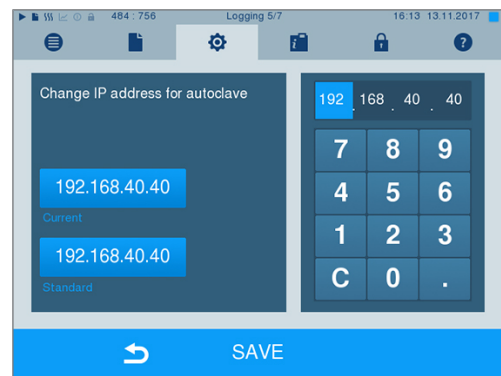 484 : 756 Logging 5/7 16:13 13.11.2017
Change IP address for autoclave
192.168.40.40
Current
192.168.40.40
Standard
192 . 168 . 40 . 40
7 8 9
4 5 6
1 2 3
C 0 .
SAVE